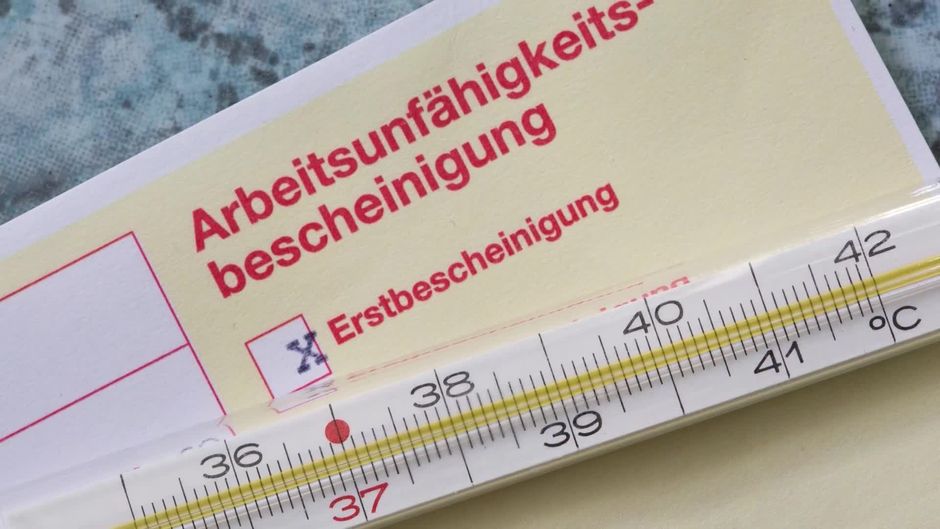 Arbeitsunfähigkeits-
bescheinigung
X Erstbescheinigung
36 37 38 39 40 41 42
°C